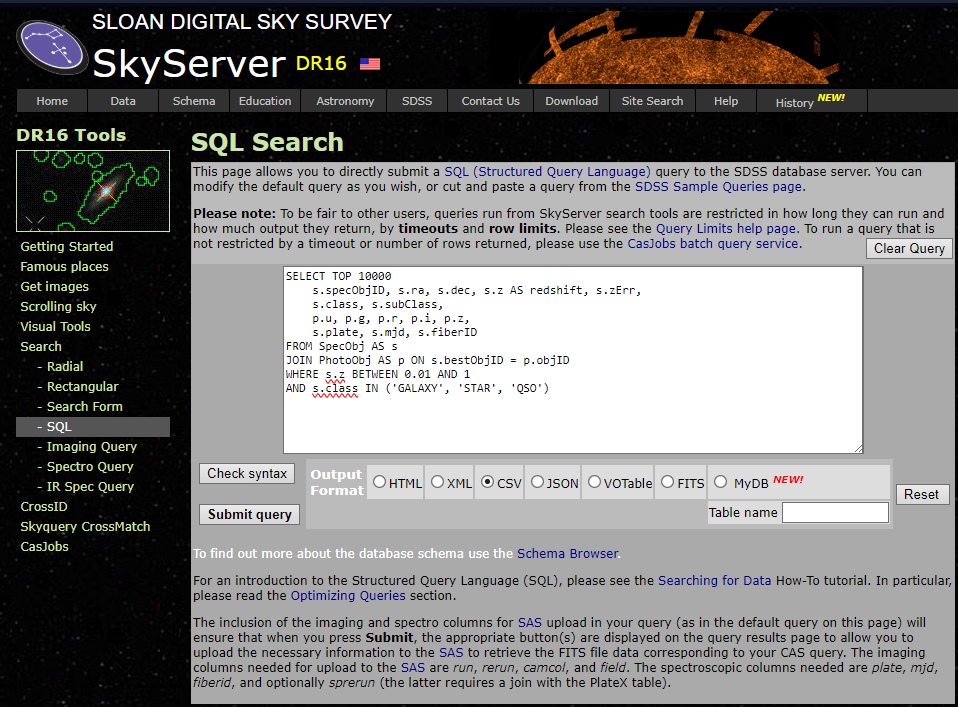 SLOAN DIGITAL SKY SURVEY
SkyServer DR16
Home Data Schema Education Astronomy SDSS Contact Us Download Site Search Help History NEW!
DR16 Tools
Getting Started
Famous places
Get images
Scrolling sky
Visual Tools
Search
- Radial
- Rectangular
- Search Form
- SQL
- Imaging Query
- Spectro Query
- IR Spec Query
CrossID
Skyquery CrossMatch
CasJobs
SQL Search
This page allows you to directly submit a SQL (Structured Query Language) query to the SDSS database server. You can
modify the default query as you wish, or cut and paste a query from the SDSS Sample Queries page.
Please note: To be fair to other users, queries run from SkyServer search tools are restricted in how long they can run and
how much output they return, by timeouts and row limits. Please see the Query Limits help page. To run a query that is
not restricted by a timeout or number of rows returned, please use the CasJobs batch query service.
Clear Query
SELECT TOP 10000
s.specObjID, s.ra, s.dec, s.z AS redshift, s.zErr,
s.class, s.subClass,
p.u, p.g, p.r, p.i, p.z,
s.plate, s.mjd, s.fiberID
FROM SpecObj AS s
JOIN PhotoObj AS p ON s.bestObjID = p.objID
WHERE s.z BETWEEN 0.01 AND 1
AND s.class IN ('GALAXY', 'STAR', 'QSO')
Check syntax
Submit query
Output
Format
HTML XML CSV JSON VOTable FITS MyDB NEW!
Table name
Reset
To find out more about the database schema use the Schema Browser.
For an introduction to the Structured Query Language (SQL), please see the Searching for Data How-To tutorial. In particular,
please read the Optimizing Queries section.
The inclusion of the imaging and spectro columns for SAS upload in your query (as in the default query on this page) will
ensure that when you press Submit, the appropriate button(s) are displayed on the query results page to allow you to
upload the necessary information to the SAS to retrieve the FITS file data corresponding to your CAS query. The imaging
columns needed for upload to the SAS are run, rerun, camcol, and field. The spectroscopic columns needed are plate, mjd,
fiberid, and optionally sprerun (the latter requires a join with the PlateX table).